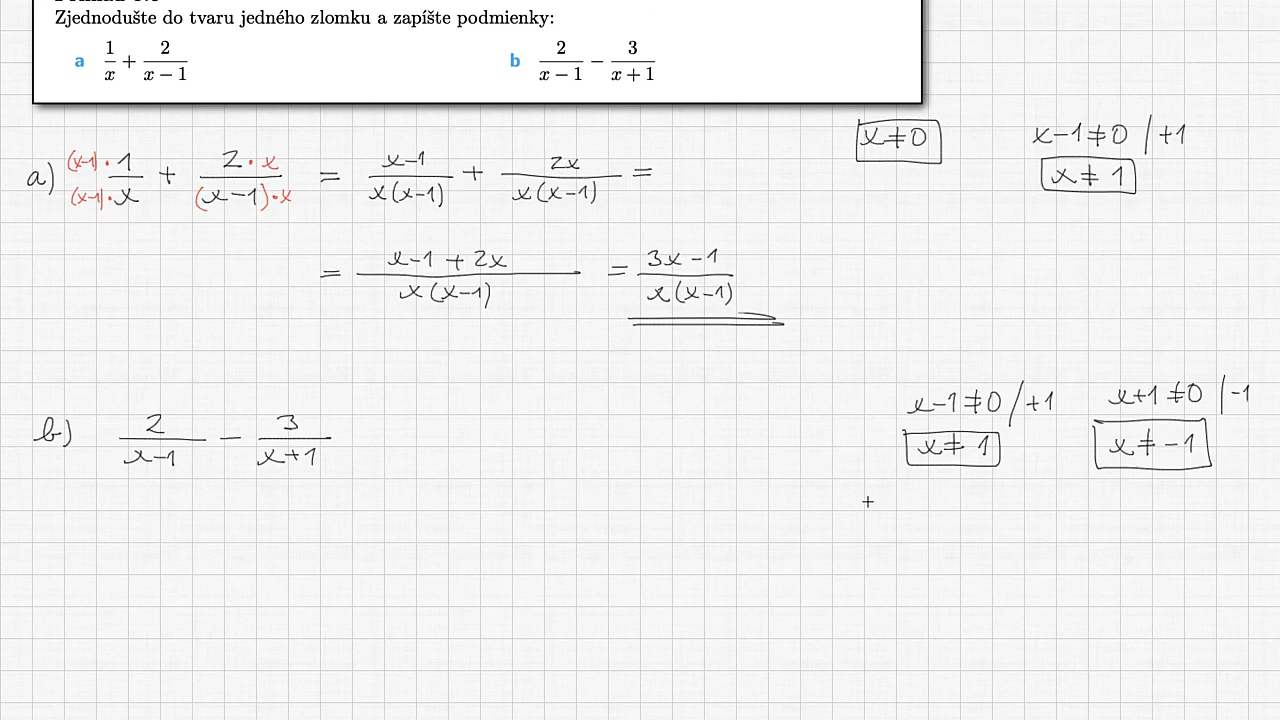 Zjednodušte do tvaru jedného zlomku a zapíšte podmienky:
a 1/x + 2/(x − 1)
b 2/(x − 1) − 3/(x + 1)
a) (x-1)·1/(x-1)·x + 2·x/(x-1)·x = x-1/x(x-1) + 2x/x(x-1) =
x≠0
x-1≠0 /+1
x≠1
= x-1+2x/x(x-1) = 3x-1/x(x-1)
b) 2/x-1 − 3/x+1
x-1≠0 /+1
x≠1
x+1≠0 |-1
x≠-1